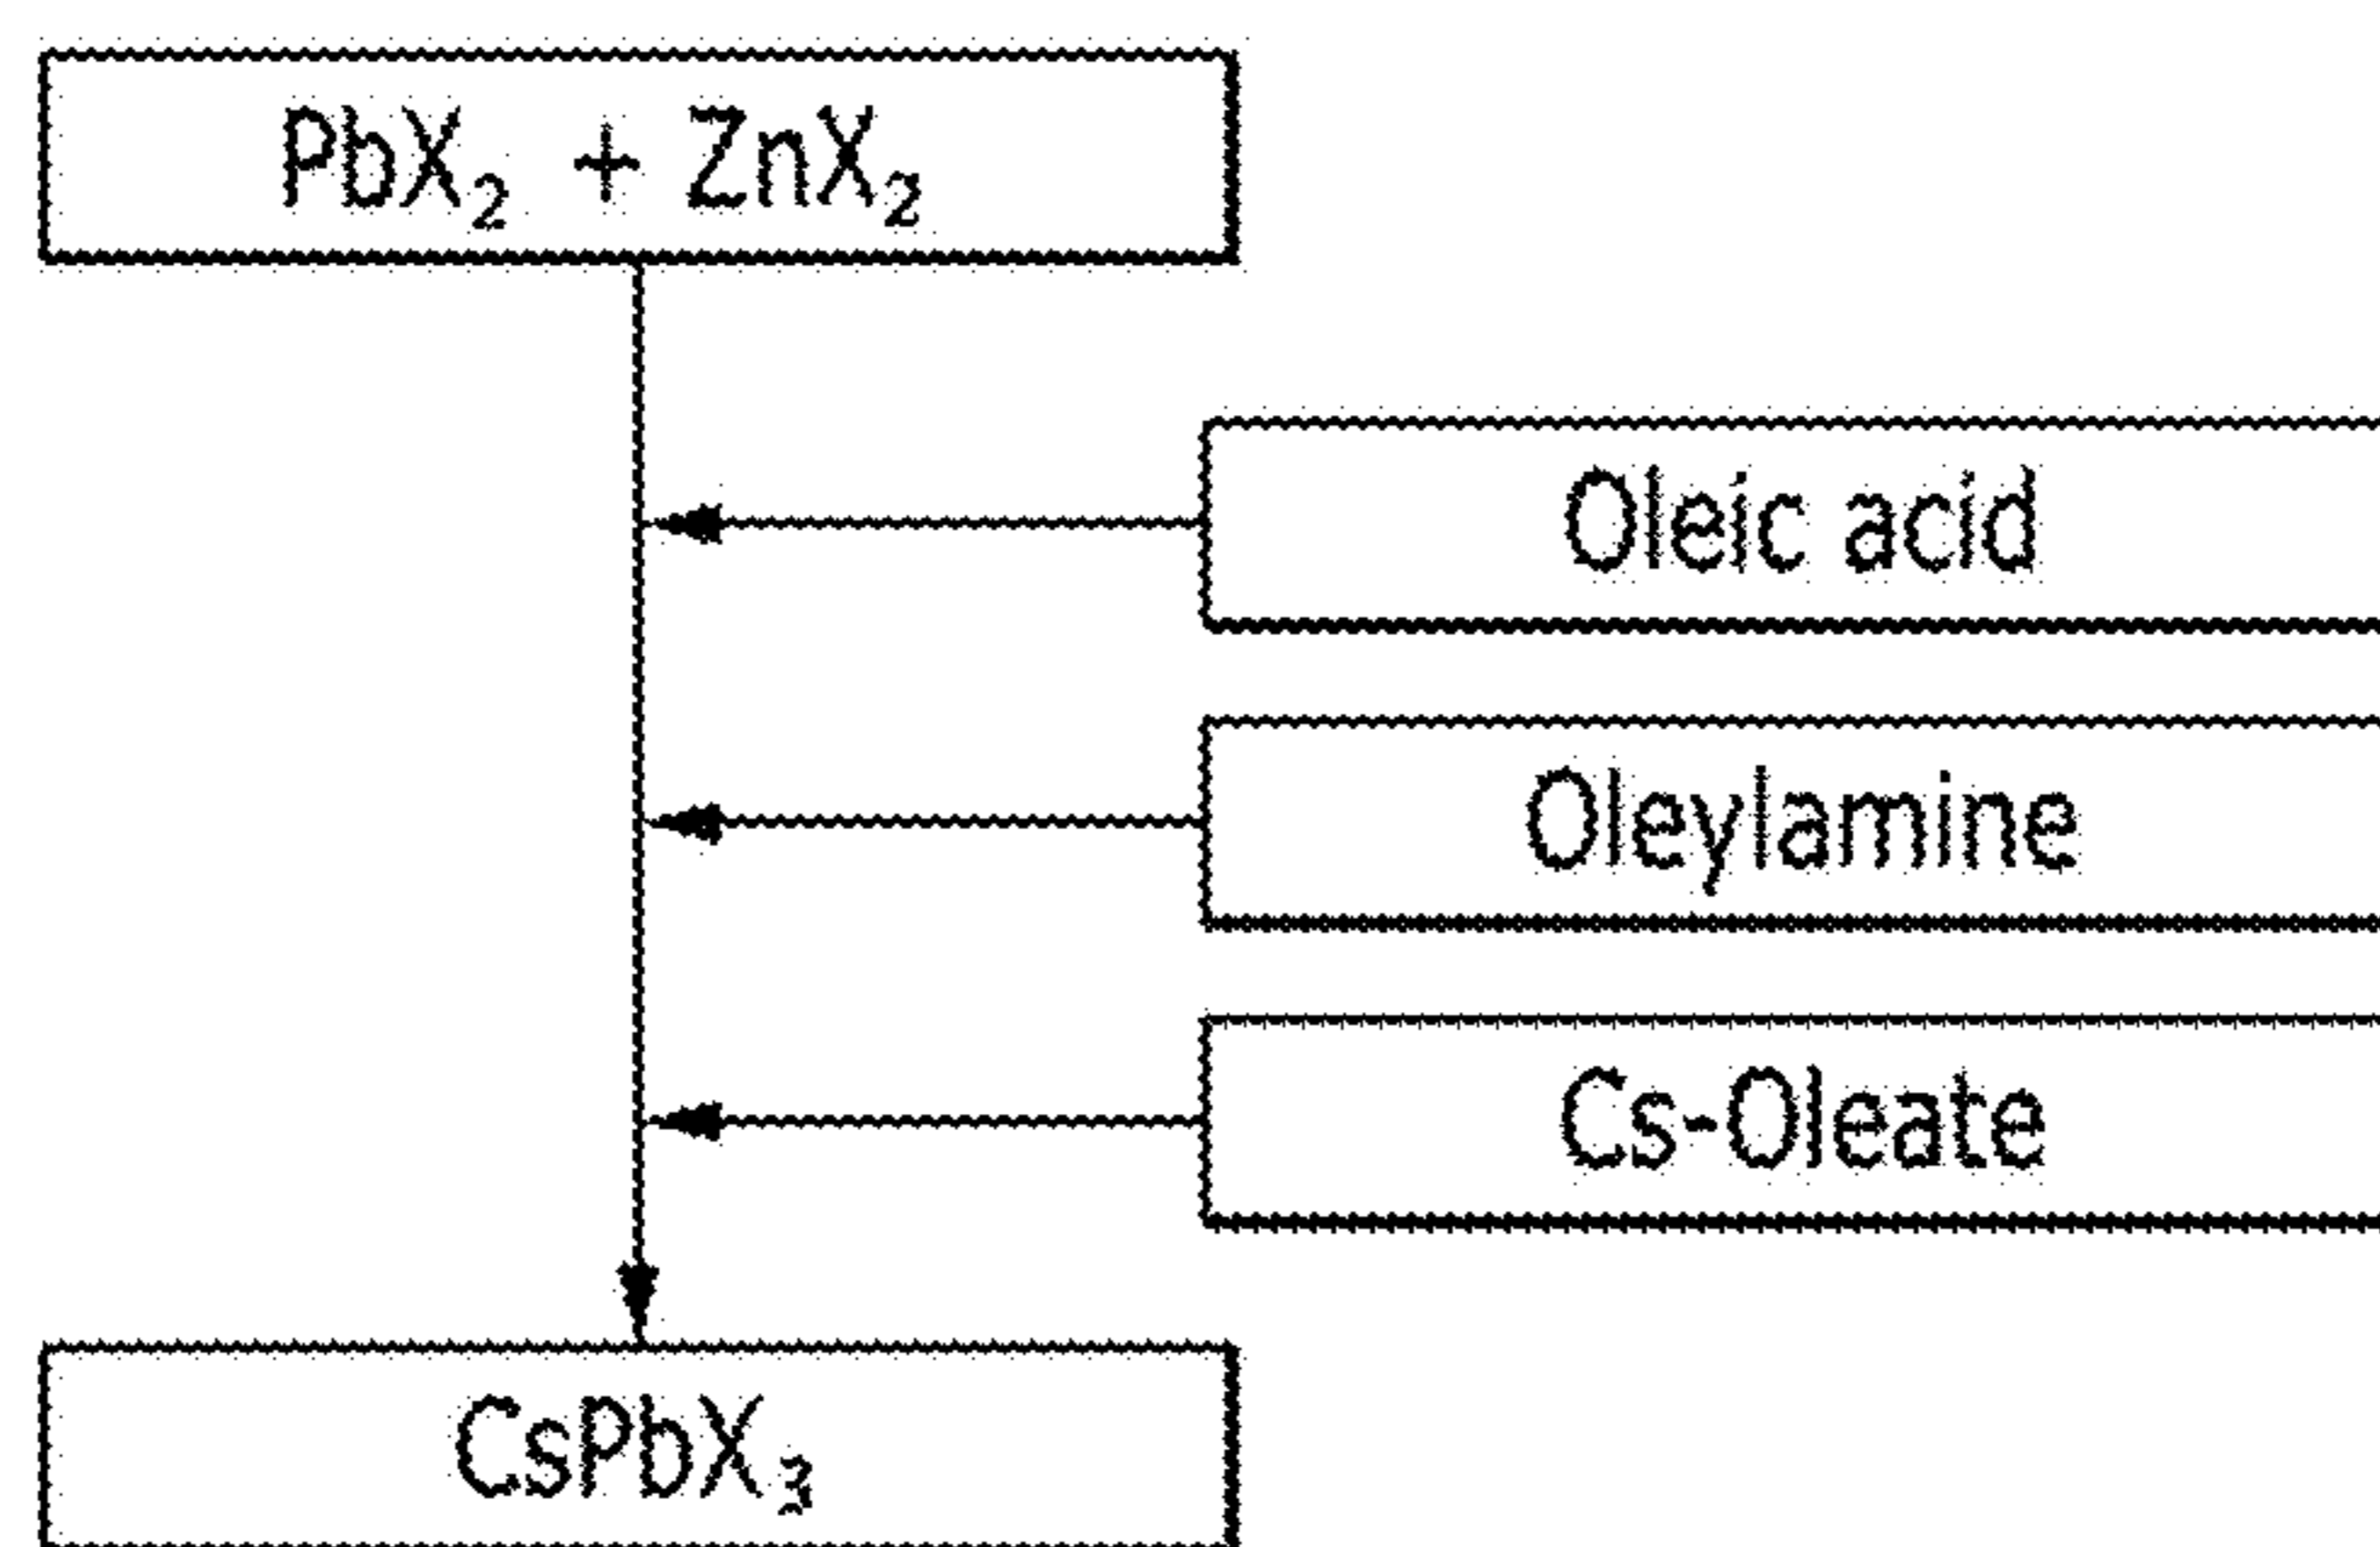 PbX₂ + ZnX₂
Oleic acid
Oleylamine
Cs-Oleate
CsPbX₃